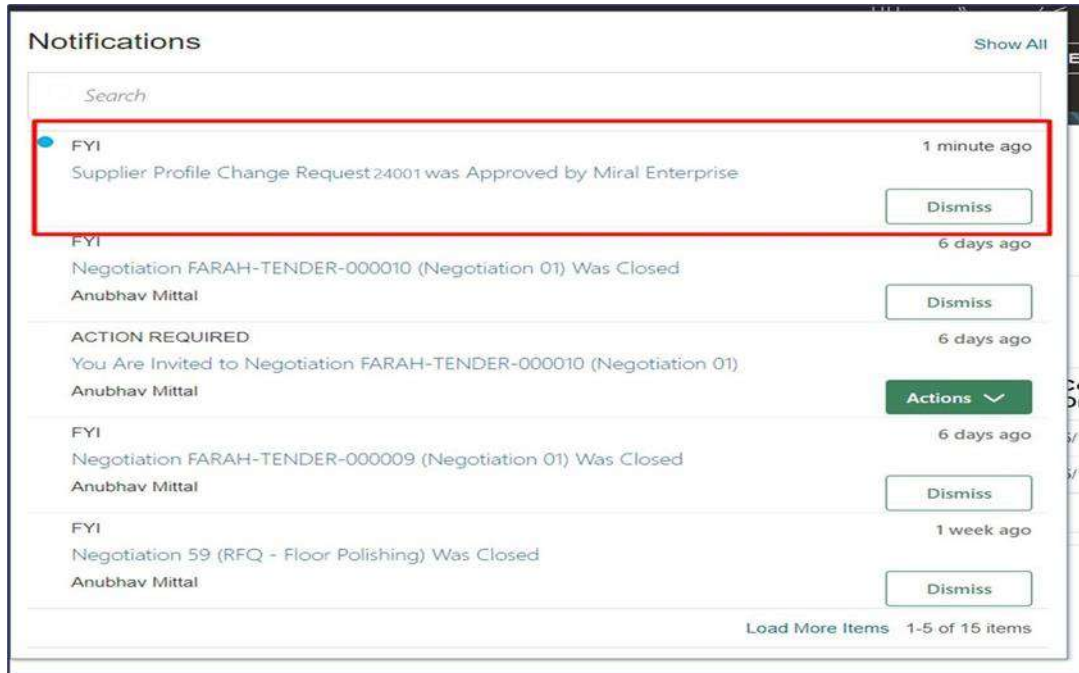 Notifications
Show All
Search
FYI
1 minute ago
Supplier Profile Change Request 24001 was Approved by Miral Enterprise
Dismiss
FYI
6 days ago
Negotiation FARAH-TENDER-000010 (Negotiation 01) Was Closed
Anubhav Mittal
Dismiss
ACTION REQUIRED
6 days ago
You Are Invited to Negotiation FARAH-TENDER-000010 (Negotiation 01)
Anubhav Mittal
Actions
FYI
6 days ago
Negotiation FARAH-TENDER-000009 (Negotiation 01) Was Closed
Anubhav Mittal
Dismiss
FYI
1 week ago
Negotiation 59 (RFQ - Floor Polishing) Was Closed
Anubhav Mittal
Dismiss
Load More Items 1-5 of 15 items